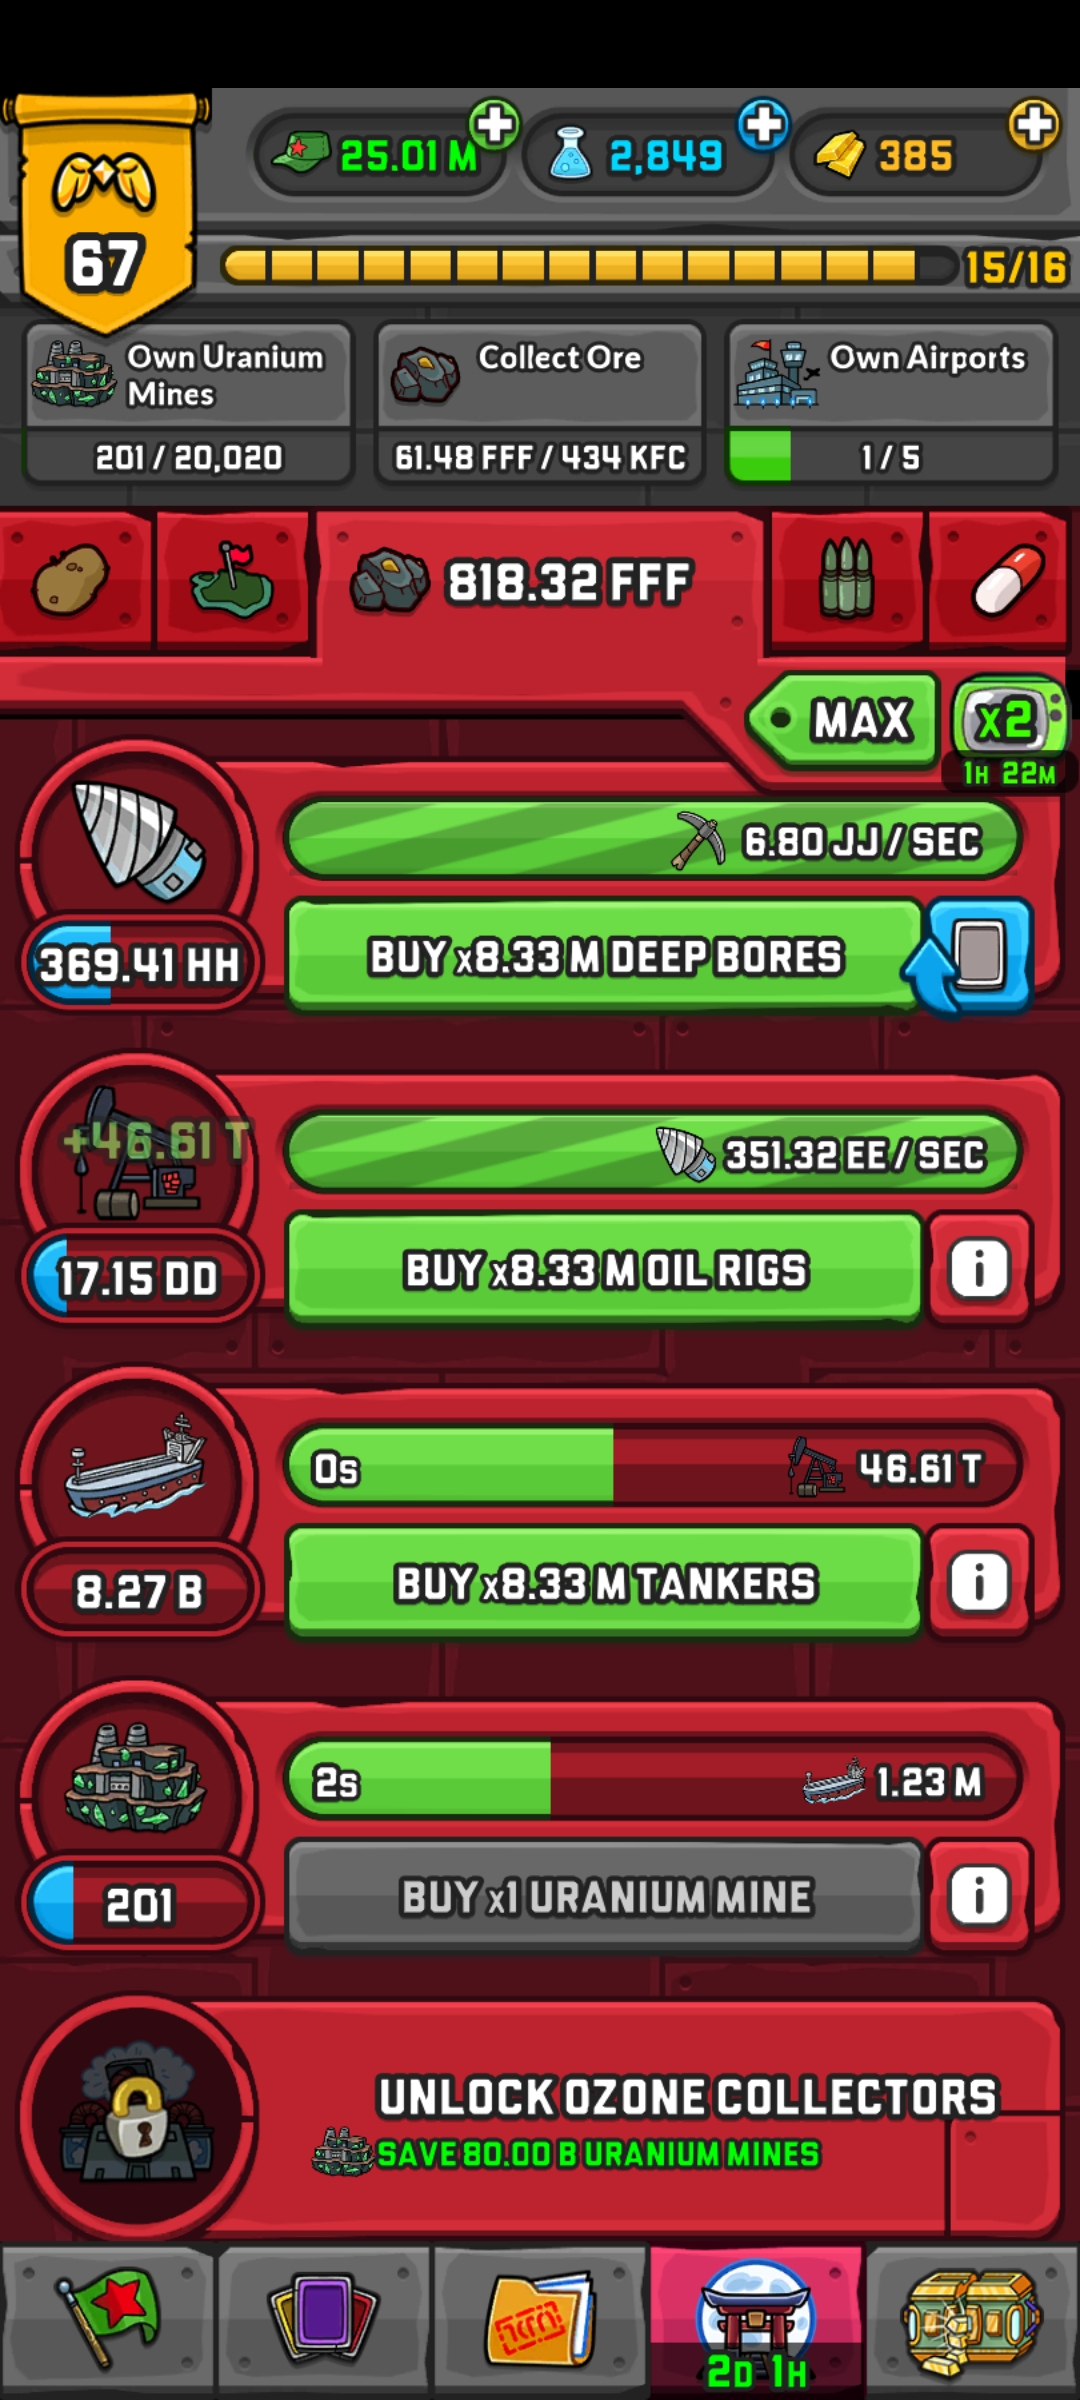 67
25.01 M
2,849
385
15/16
Own Uranium
Mines
201 / 20,020
Collect Ore
61.48 FFF / 434 KFC
Own Airports
1 / 5
818.32 FFF
MAX
x2
1H 22M
6.80 JJ / SEC
369.41 HH
BUY x8.33 M DEEP BORES
+46.61 T
351.32 EE / SEC
17.15 DD
BUY x8.33 M OIL RIGS
i
0s
46.61 T
8.27 B
BUY x8.33 M TANKERS
i
2s
1.23 M
201
BUY x1 URANIUM MINE
i
UNLOCK OZONE COLLECTORS
SAVE 80.00 B URANIUM MINES
2D 1H